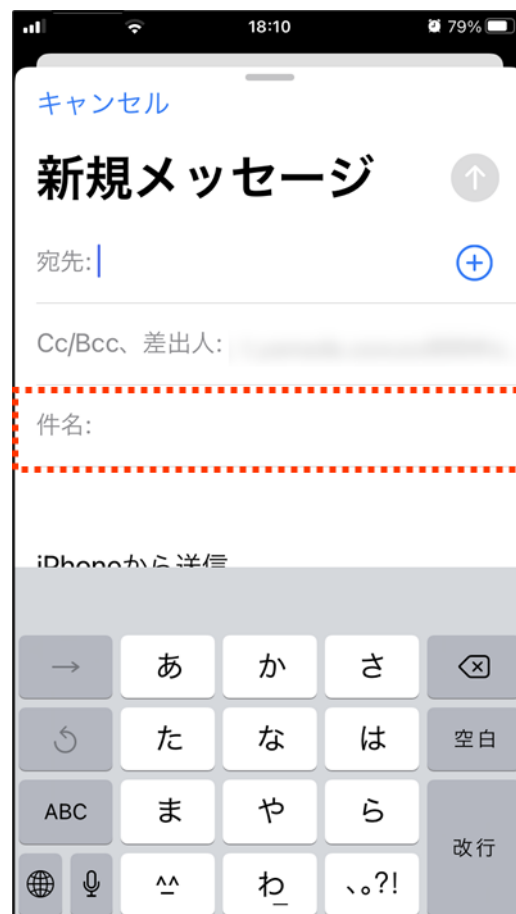 18:10 79%
キャンセル
新規メッセージ
宛先:
Cc/Bcc、差出人:
件名:
iPhoneから送信
→ あ か さ
た な は 空白
ABC ま や ら
改行
^^ わ_ 、。?!